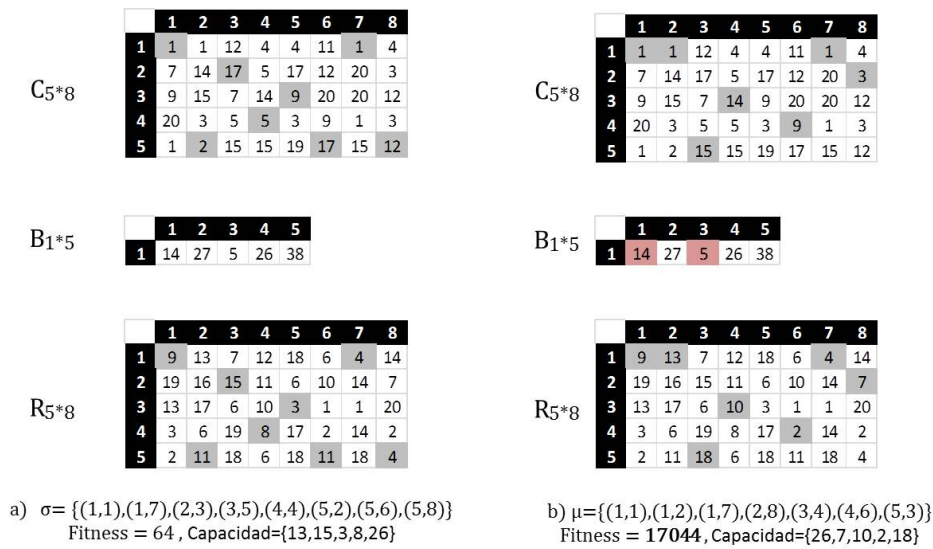 1 2 3 4 5 6 7 8
1 1 1 12 4 4 11 1 4
2 7 14 17 5 17 12 20 3
C5*8
3 9 15 7 14 9 20 20 12
4 20 3 5 5 3 9 1 3
5 1 2 15 15 19 17 15 12
1 2 3 4 5
B1*5
1 14 27 5 26 38
1 2 3 4 5 6 7 8
1 9 13 7 12 18 6 4 14
2 19 16 15 11 6 10 14 7
R5*8
3 13 17 6 10 3 1 1 20
4 3 6 19 8 17 2 14 2
5 2 11 18 6 18 11 18 4
a) σ= {(1,1),(1,7),(2,3),(3,5),(4,4),(5,2),(5,6),(5,8)}
Fitness = 64 , Capacidad={13,15,3,8,26}
1 2 3 4 5 6 7 8
1 1 1 12 4 4 11 1 4
2 7 14 17 5 17 12 20 3
C5*8
3 9 15 7 14 9 20 20 12
4 20 3 5 5 3 9 1 3
5 1 2 15 15 19 17 15 12
1 2 3 4 5
B1*5
1 14 27 5 26 38
1 2 3 4 5 6 7 8
1 9 13 7 12 18 6 4 14
2 19 16 15 11 6 10 14 7
R5*8
3 13 17 6 10 3 1 1 20
4 3 6 19 8 17 2 14 2
5 2 11 18 6 18 11 18 4
b) μ={(1,1),(1,2),(1,7),(2,8),(3,4),(4,6),(5,3)}
Fitness = 17044, Capacidad={26,7,10,2,18}